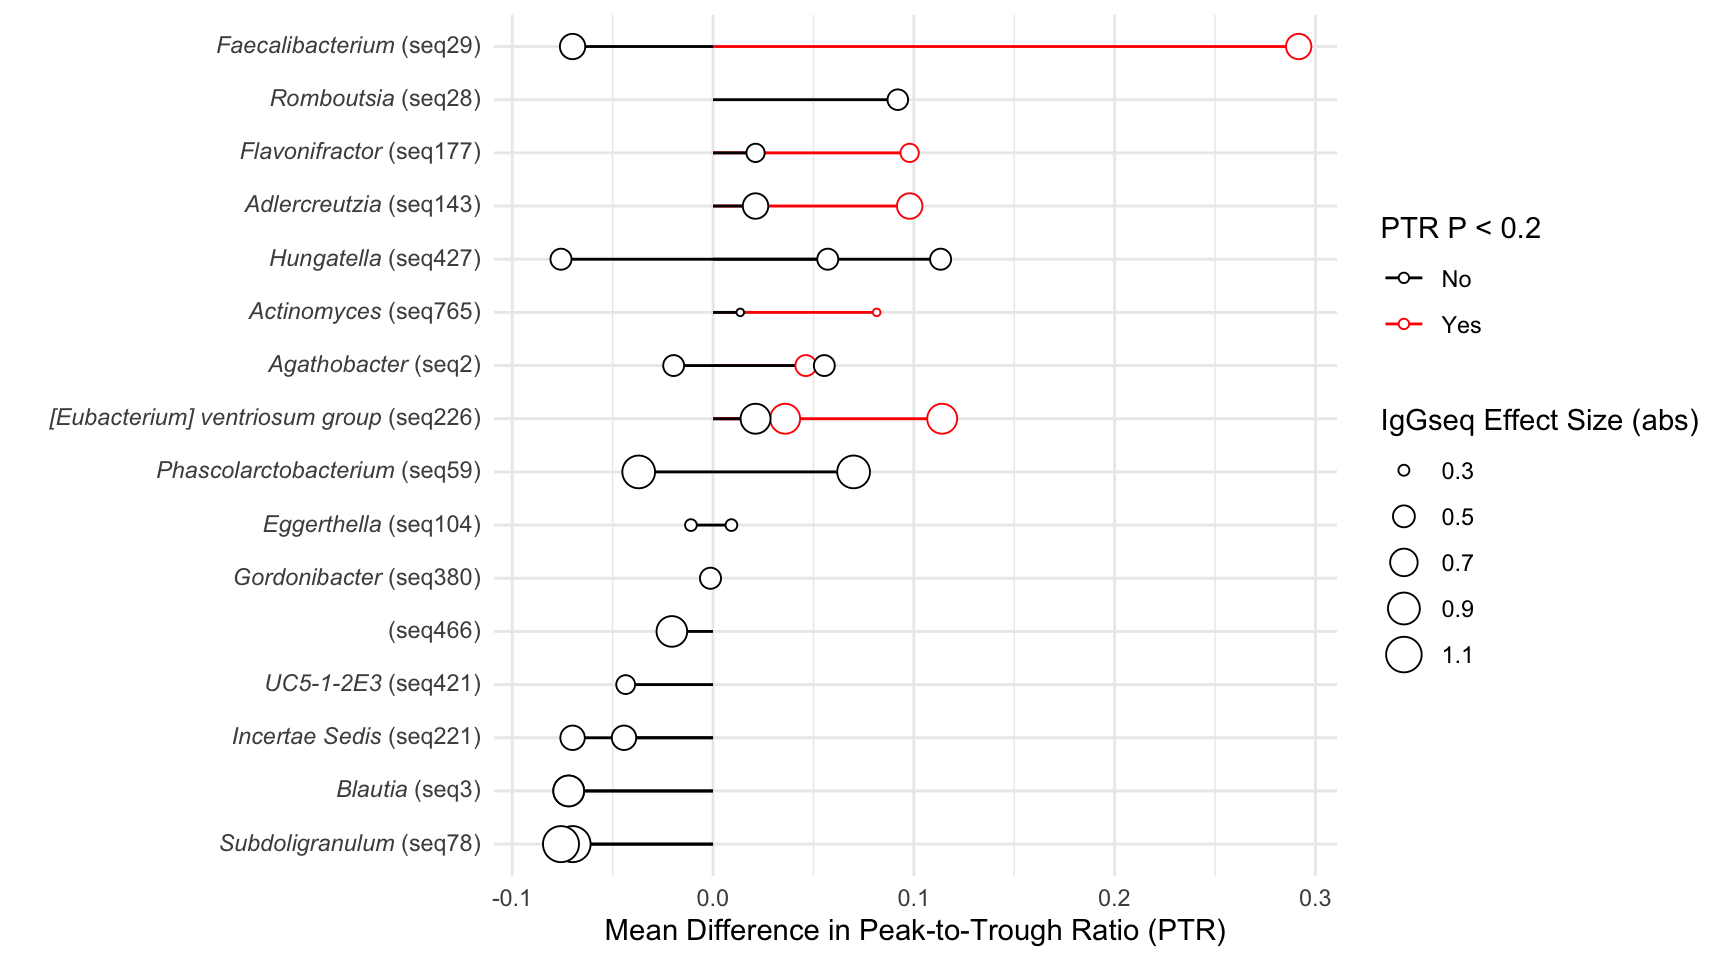 Faecalibacterium (seq29)
Romboutsia (seq28)
Flavonifractor (seq177)
Adlercreutzia (seq143)
Hungatella (seq427)
Actinomyces (seq765)
Agathobacter (seq2)
[Eubacterium] ventriosum group (seq226)
Phascolarctobacterium (seq59)
Eggerthella (seq104)
Gordonibacter (seq380)
(seq466)
UC5-1-2E3 (seq421)
Incertae Sedis (seq221)
Blautia (seq3)
Subdoligranulum (seq78)
-0.1 0.0 0.1 0.2 0.3
Mean Difference in Peak-to-Trough Ratio (PTR)
PTR P < 0.2
No
Yes
IgGseq Effect Size (abs)
0.3
0.5
0.7
0.9
1.1